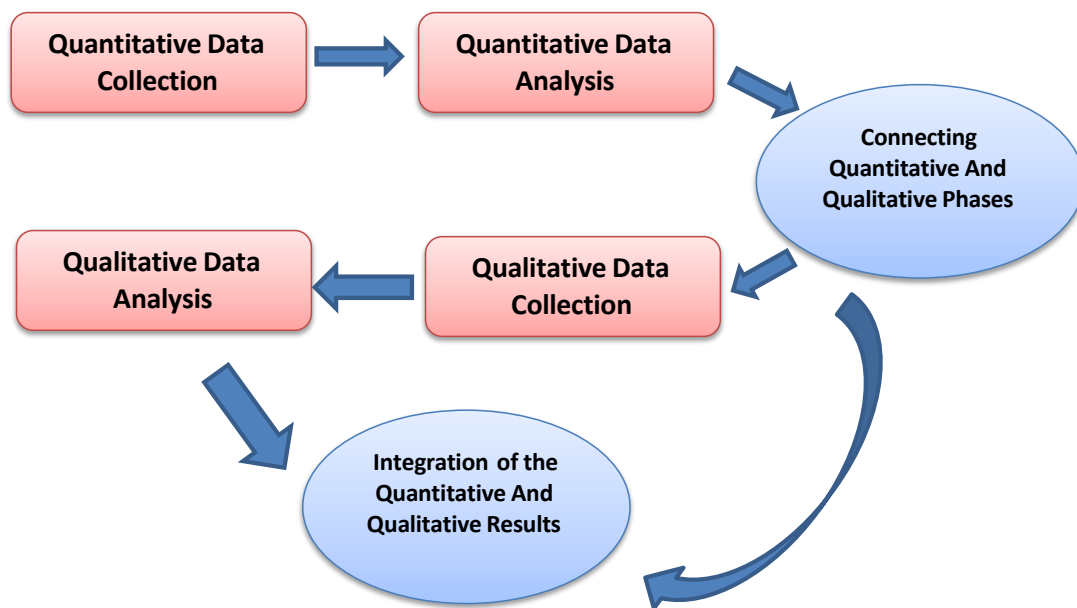 Quantitative Data
Collection
Quantitative Data
Analysis
Connecting
Quantitative And
Qualitative Phases
Qualitative Data
Analysis
Qualitative Data
Collection
Integration of the
Quantitative And
Qualitative Results